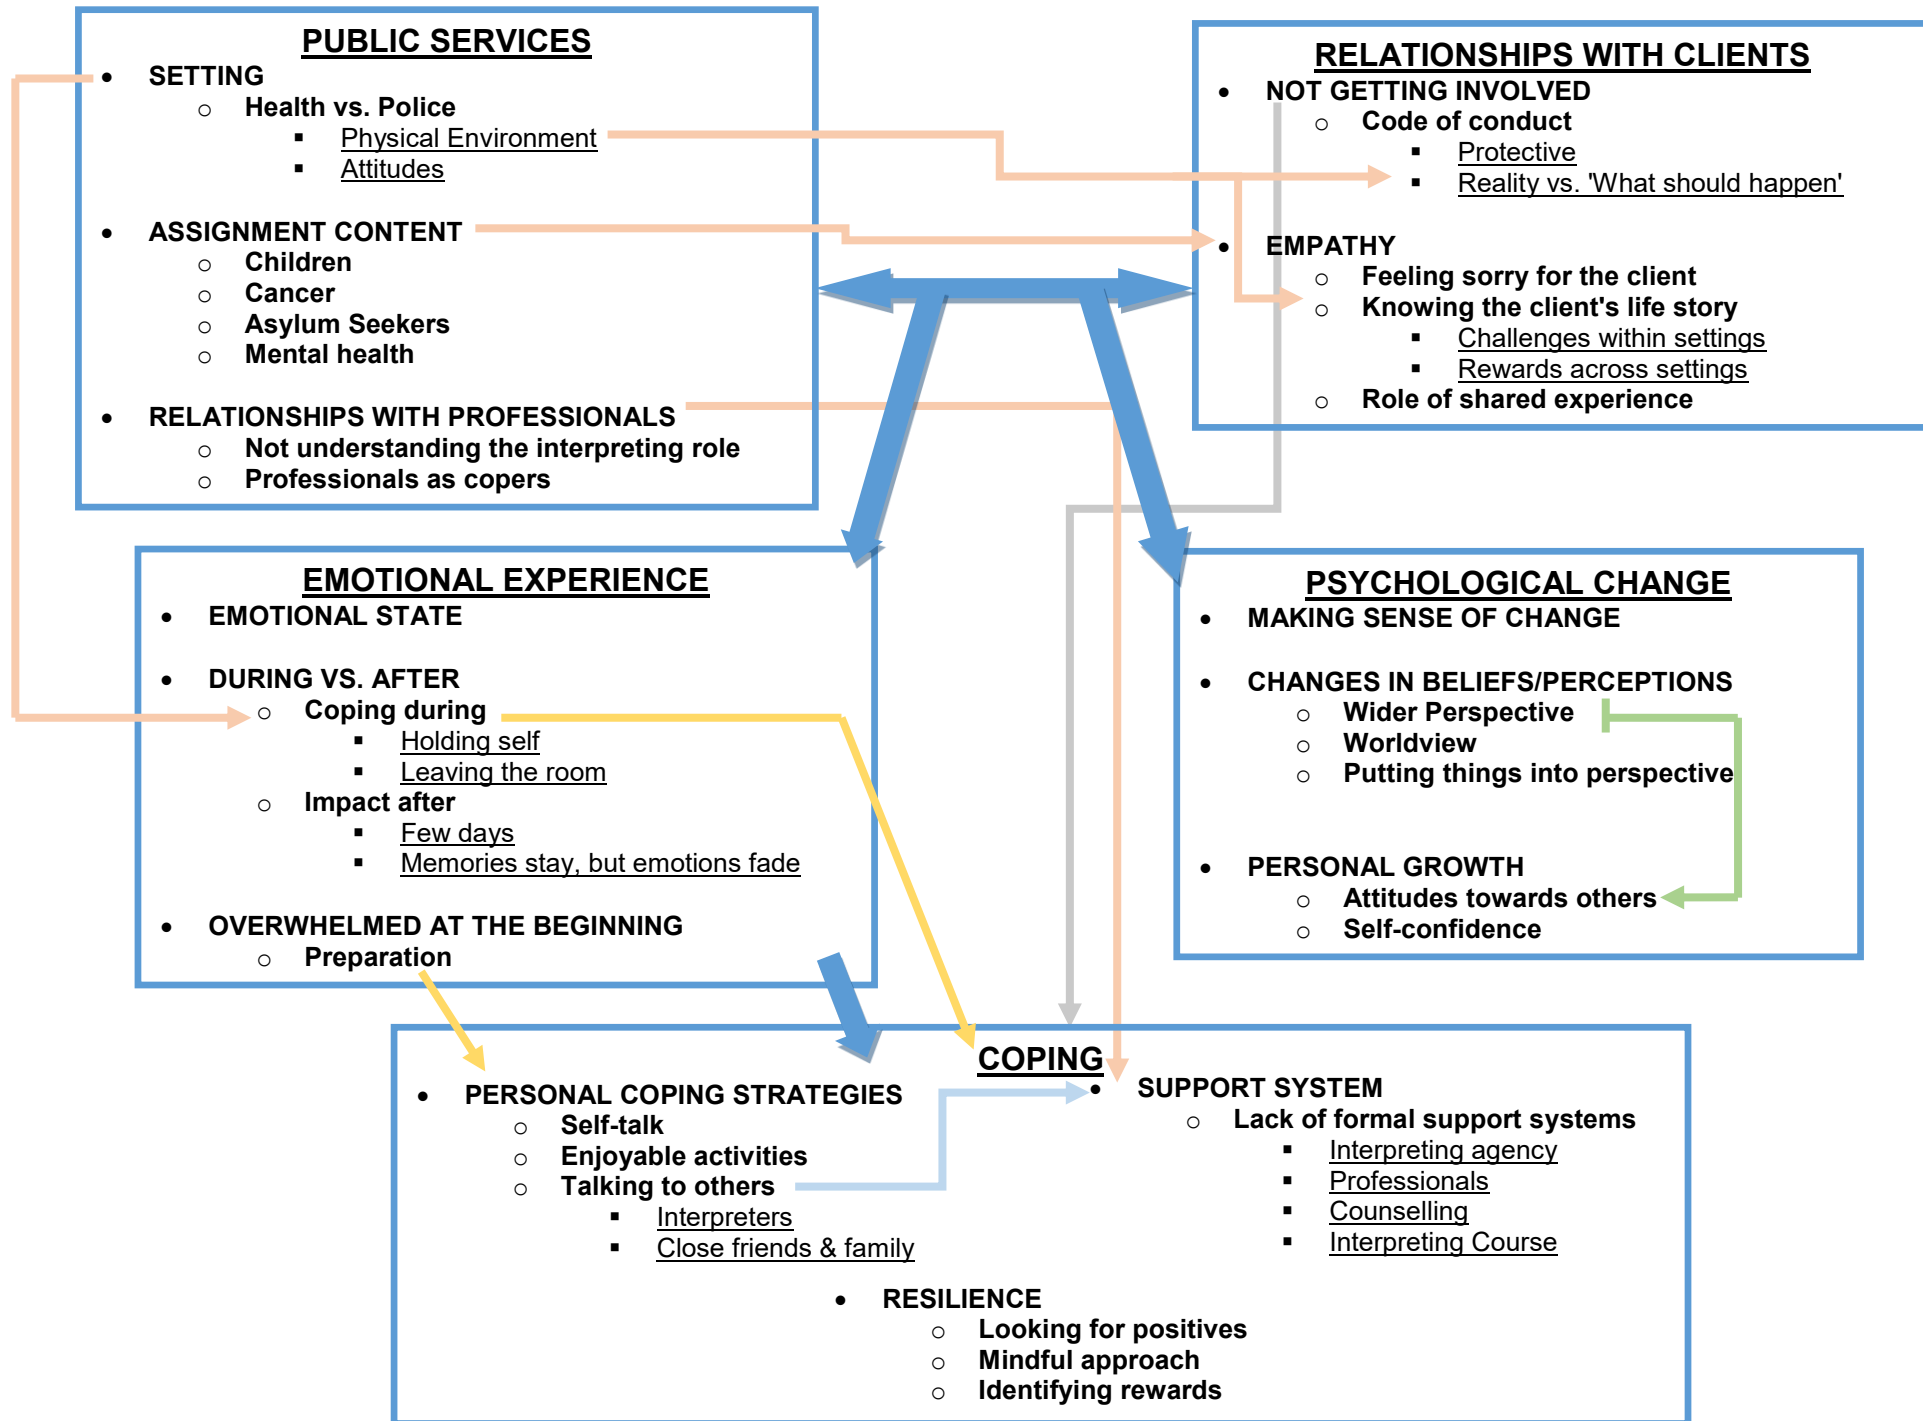 PUBLIC SERVICES
SETTING
Health vs. Police
Physical Environment
Attitudes
ASSIGNMENT CONTENT
Children
Cancer
Asylum Seekers
Mental health
RELATIONSHIPS WITH PROFESSIONALS
Not understanding the interpreting role
Professionals as copers
RELATIONSHIPS WITH CLIENTS
NOT GETTING INVOLVED
Code of conduct
Protective
Reality vs. 'What should happen'
EMPATHY
Feeling sorry for the client
Knowing the client's life story
Challenges within settings
Rewards across settings
Role of shared experience
EMOTIONAL EXPERIENCE
EMOTIONAL STATE
DURING VS. AFTER
Coping during
Holding self
Leaving the room
Impact after
Few days
Memories stay, but emotions fade
OVERWHELMED AT THE BEGINNING
Preparation
PSYCHOLOGICAL CHANGE
MAKING SENSE OF CHANGE
CHANGES IN BELIEFS/PERCEPTIONS
Wider Perspective
Worldview
Putting things into perspective
PERSONAL GROWTH
Attitudes towards others
Self-confidence
COPING
PERSONAL COPING STRATEGIES
Self-talk
Enjoyable activities
Talking to others
Interpreters
Close friends & family
SUPPORT SYSTEM
Lack of formal support systems
Interpreting agency
Professionals
Counselling
Interpreting Course
RESILIENCE
Looking for positives
Mindful approach
Identifying rewards